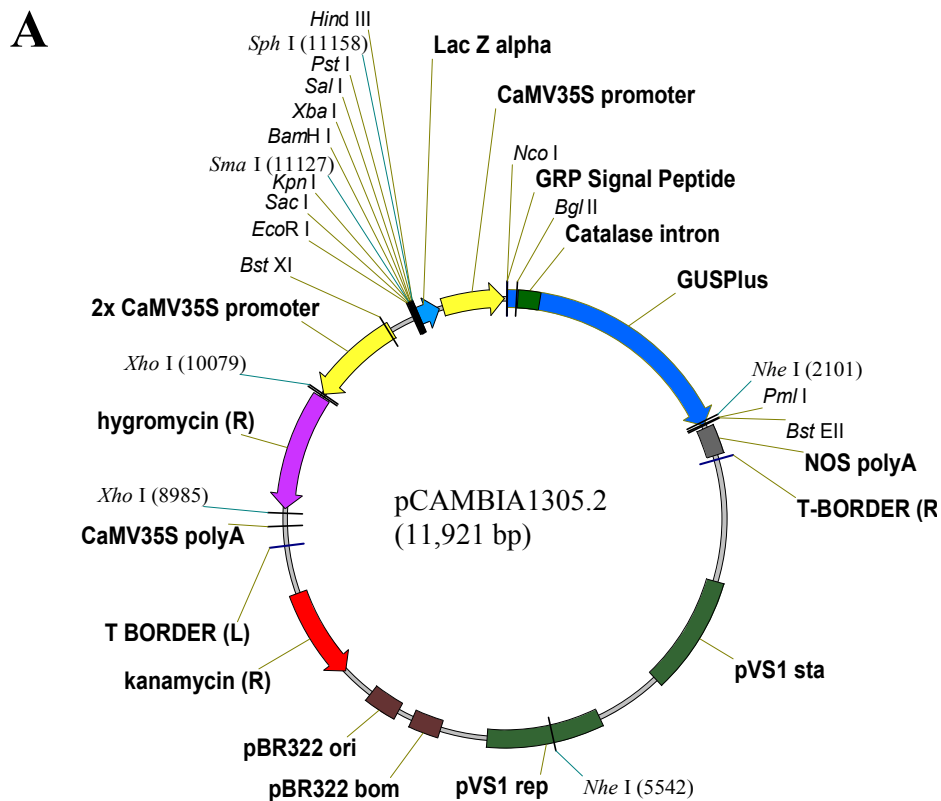 A
Hind III
Sph I (11158)
Pst I
Sal I
Xba I
BamH I
Sma I (11127)
Kpn I
Sac I
EcoR I
Bst XI
2x CaMV35S promoter
Xho I (10079)
hygromycin (R)
Xho I (8985)
CaMV35S polyA
T BORDER (L)
kanamycin (R)
pBR322 ori
pBR322 bom
pVS1 rep
Nhe I (5542)
pVS1 sta
T-BORDER (R
NOS polyA
Bst EII
Pml I
Nhe I (2101)
GUSPlus
Catalase intron
Bgl II
GRP Signal Peptide
Nco I
CaMV35S promoter
Lac Z alpha
pCAMBIA1305.2
(11,921 bp)